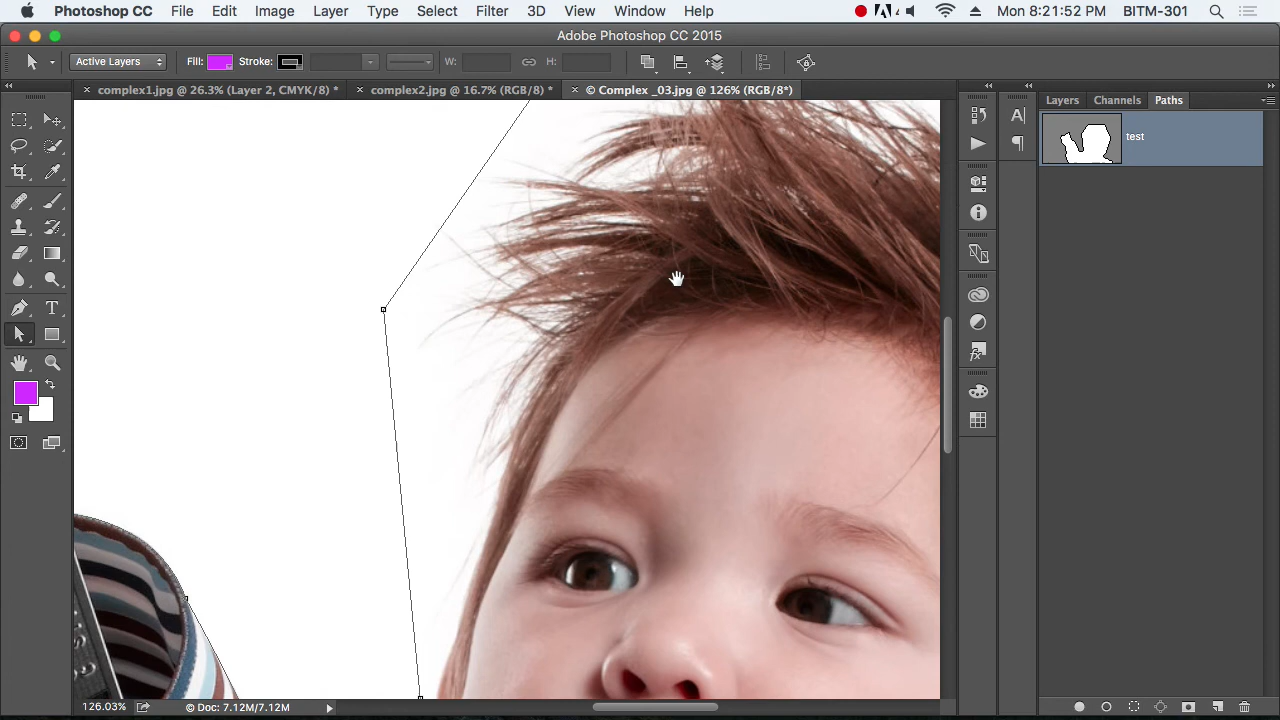 Photoshop CC File Edit Image Layer Type Select Filter 3D View Window Help Mon 8:21:52 PM BITM-301
Adobe Photoshop CC 2015
Active Layers Fill: Stroke: W: H:
complex1.jpg @ 26.3% (Layer 2, CMYK/8) * complex2.jpg @ 16.7% (RGB/8) * © Complex _03.jpg @ 126% (RGB/8*)
Layers Channels Paths
test
126.03% © Doc: 7.12M/7.12M